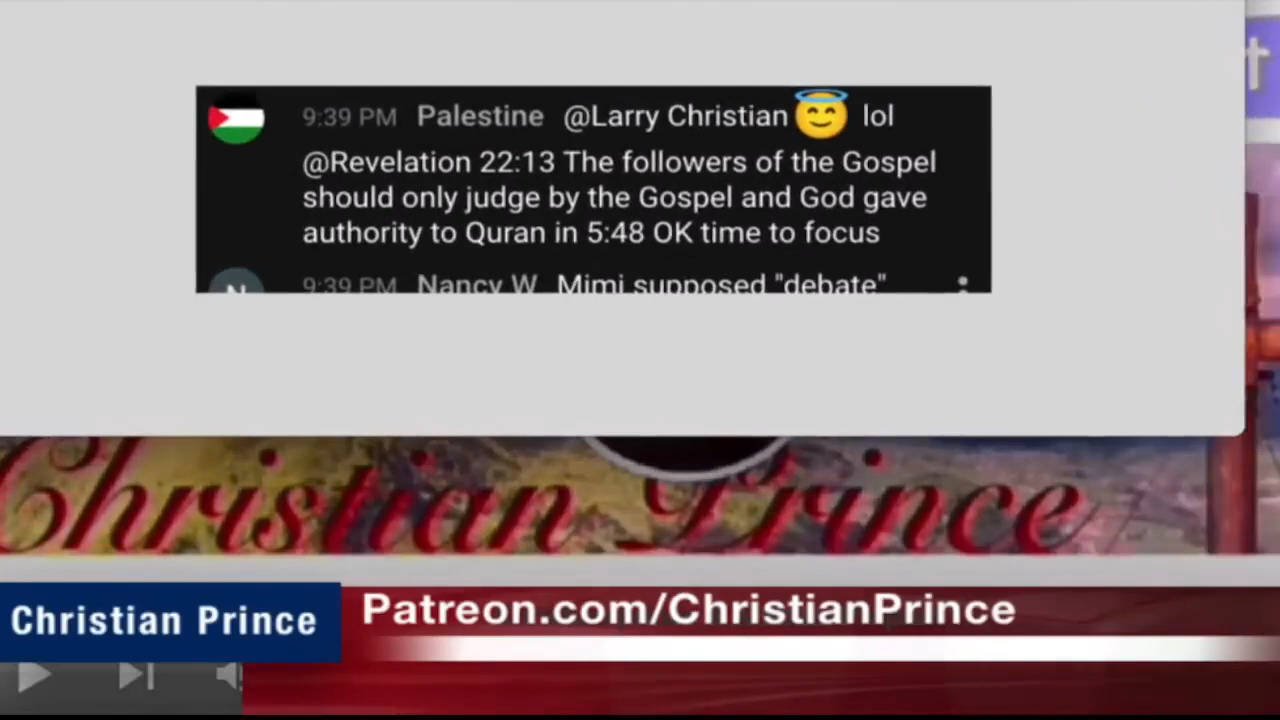 9:39 PM Palestine @Larry Christian 😇 lol
@Revelation 22:13 The followers of the Gospel
should only judge by the Gospel and God gave
authority to Quran in 5:48 OK time to focus
9:39 PM Nancy W Mimi supposed "debate"
Christian Prince
Christian Prince
Patreon.com/ChristianPrince